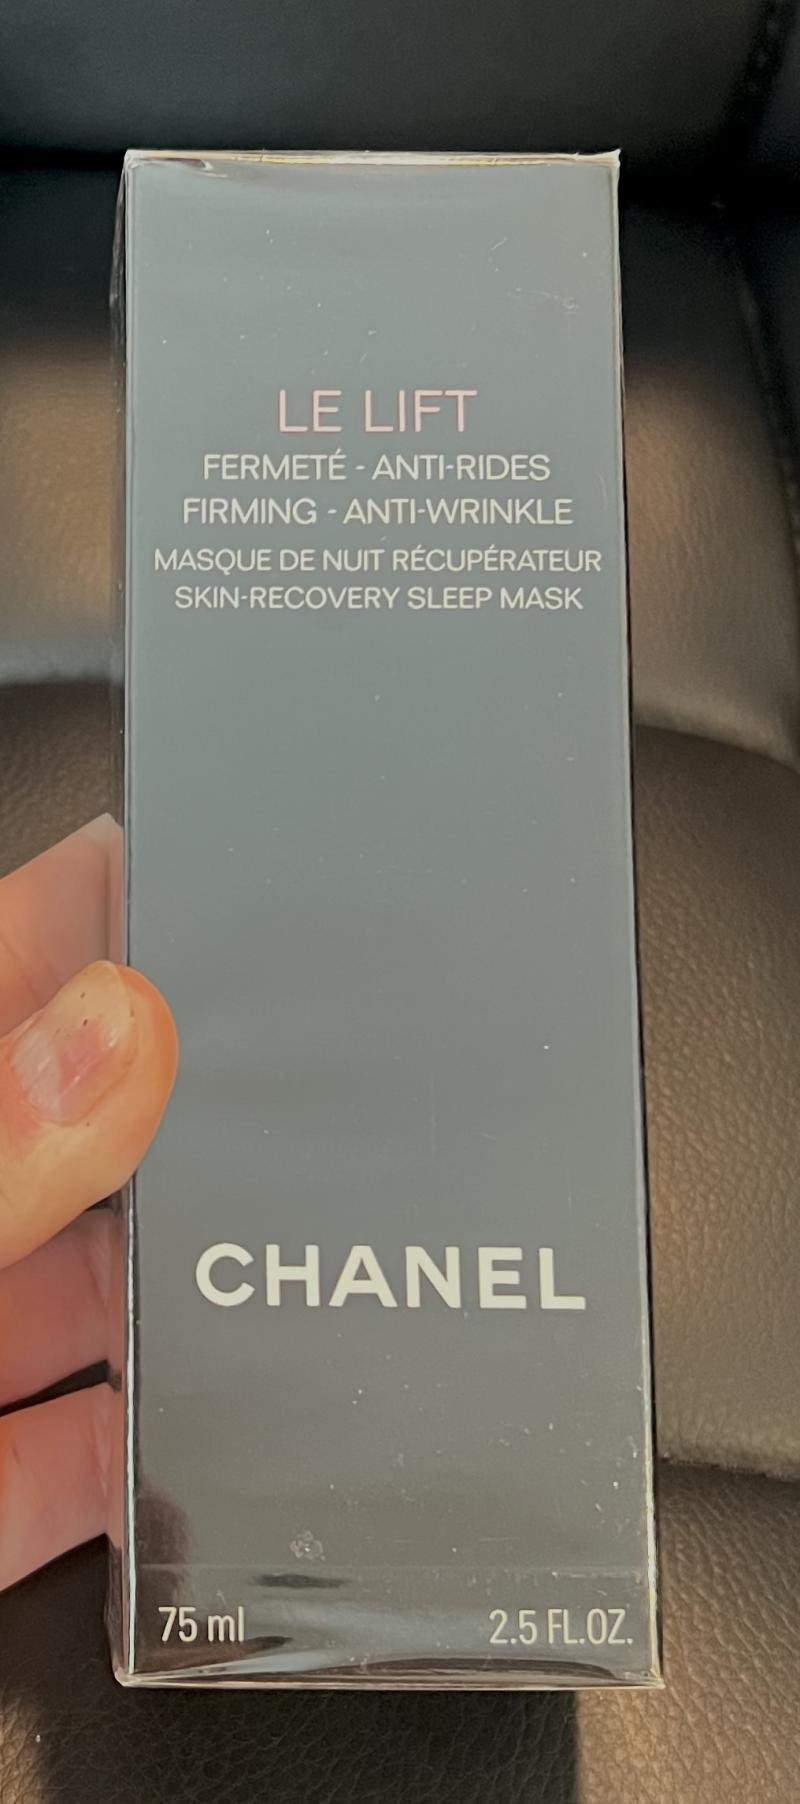 LE LIFT
FERMETÉ - ANTI-RIDES
FIRMING - ANTI-WRINKLE
MASQUE DE NUIT RÉCUPÉRATEUR
SKIN-RECOVERY SLEEP MASK
CHANEL
75 ml 2.5 FL.OZ.